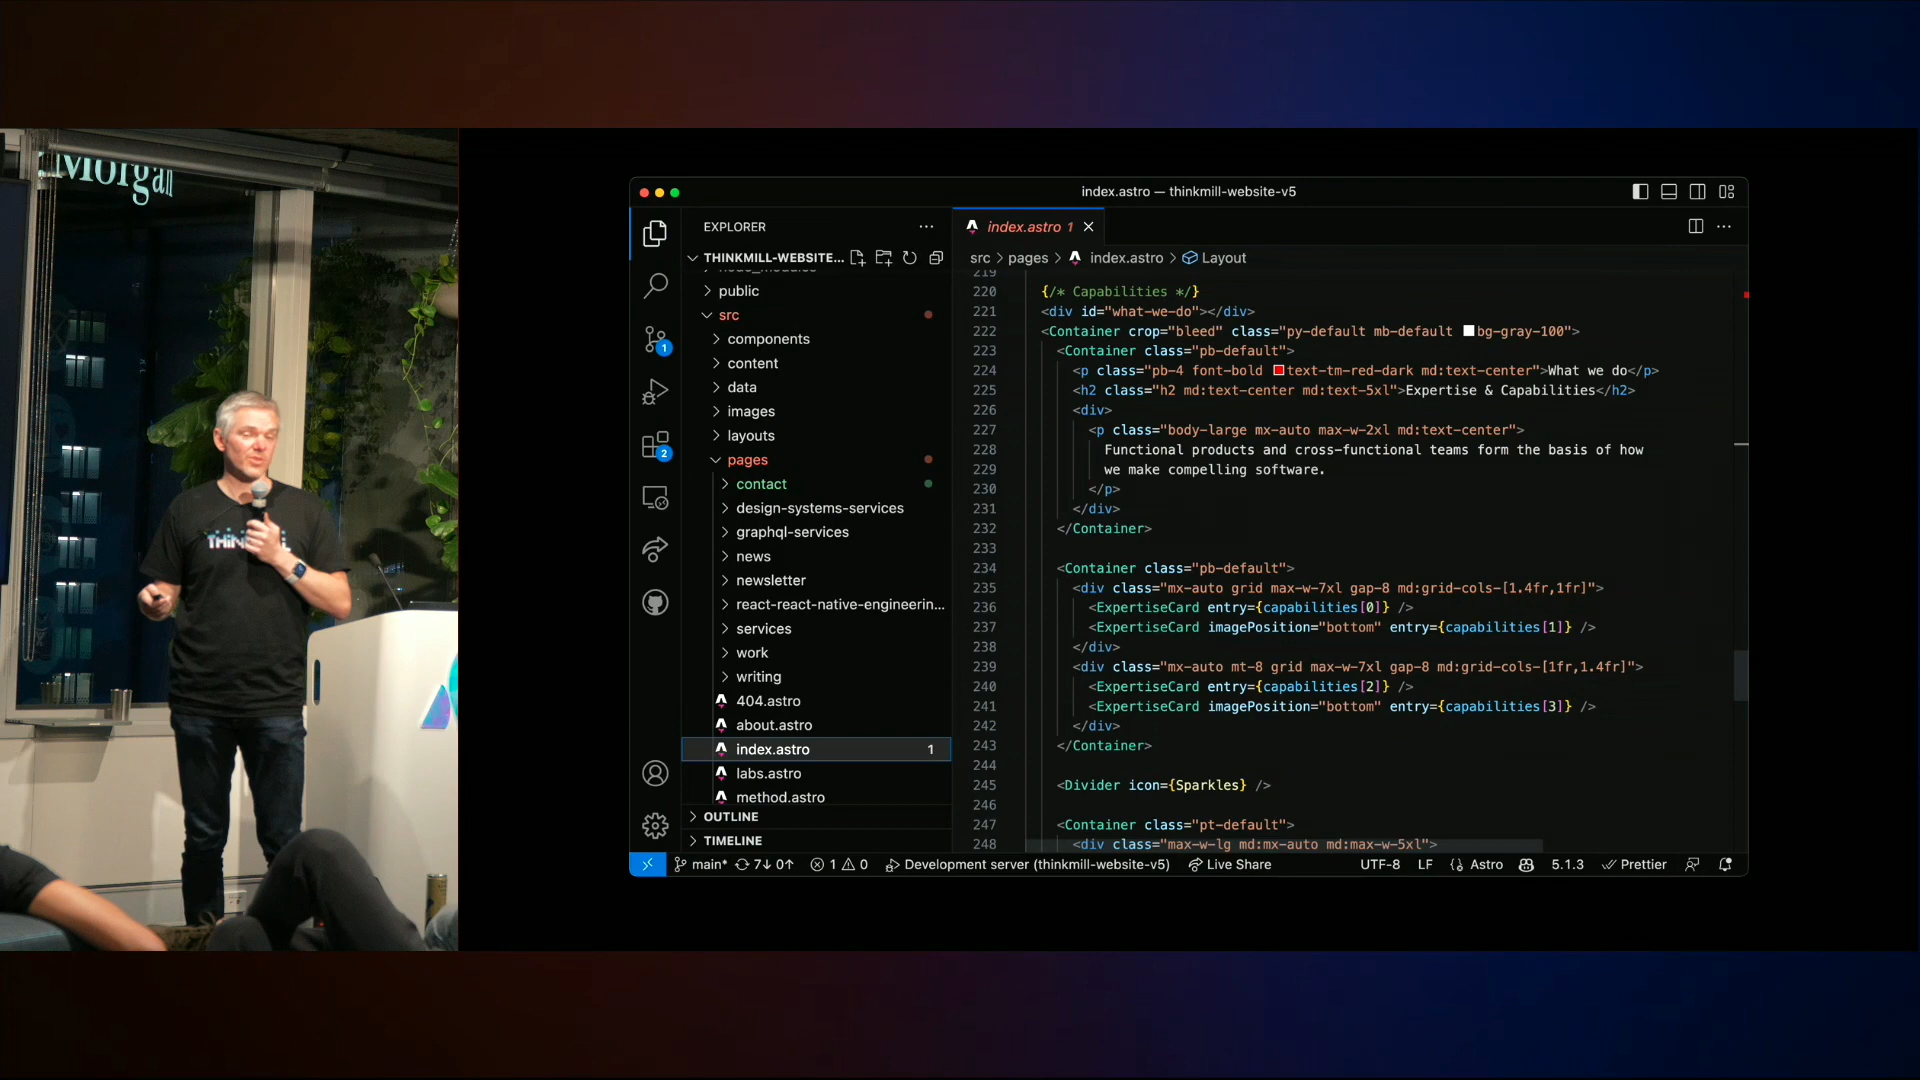 Morgan
THINKMILL
index.astro — thinkmill-website-v5
EXPLORER
THINKMILL-WEBSITE...
node_modules
public
src
components
content
data
images
layouts
pages
contact
design-systems-services
graphql-services
news
newsletter
react-react-native-engineerin...
services
work
writing
404.astro
about.astro
index.astro 1
labs.astro
method.astro
OUTLINE
TIMELINE
1
2
index.astro 1
src > pages > index.astro > Layout
219
220 {/* Capabilities */}
221 <div id="what-we-do"></div>
222 <Container crop="bleed" class="py-default mb-default bg-gray-100">
223 <Container class="pb-default">
224 <p class="pb-4 font-bold text-tm-red-dark md:text-center">What we do</p>
225 <h2 class="h2 md:text-center md:text-5xl">Expertise & Capabilities</h2>
226 <div>
227 <p class="body-large mx-auto max-w-2xl md:text-center">
228 Functional products and cross-functional teams form the basis of how
229 we make compelling software.
230 </p>
231 </div>
232 </Container>
233
234 <Container class="pb-default">
235 <div class="mx-auto grid max-w-7xl gap-8 md:grid-cols-[1.4fr,1fr]">
236 <ExpertiseCard entry={capabilities[0]} />
237 <ExpertiseCard imagePosition="bottom" entry={capabilities[1]} />
238 </div>
239 <div class="mx-auto mt-8 grid max-w-7xl gap-8 md:grid-cols-[1fr,1.4fr]">
240 <ExpertiseCard entry={capabilities[2]} />
241 <ExpertiseCard imagePosition="bottom" entry={capabilities[3]} />
242 </div>
243 </Container>
244
245 <Divider icon={Sparkles} />
246
247 <Container class="pt-default">
248 <div class="max-w-lg md:mx-auto md:max-w-5xl">
main* 7↓ 0↑ 1 0 Development server (thinkmill-website-v5) Live Share UTF-8 LF {} Astro 5.1.3 Prettier